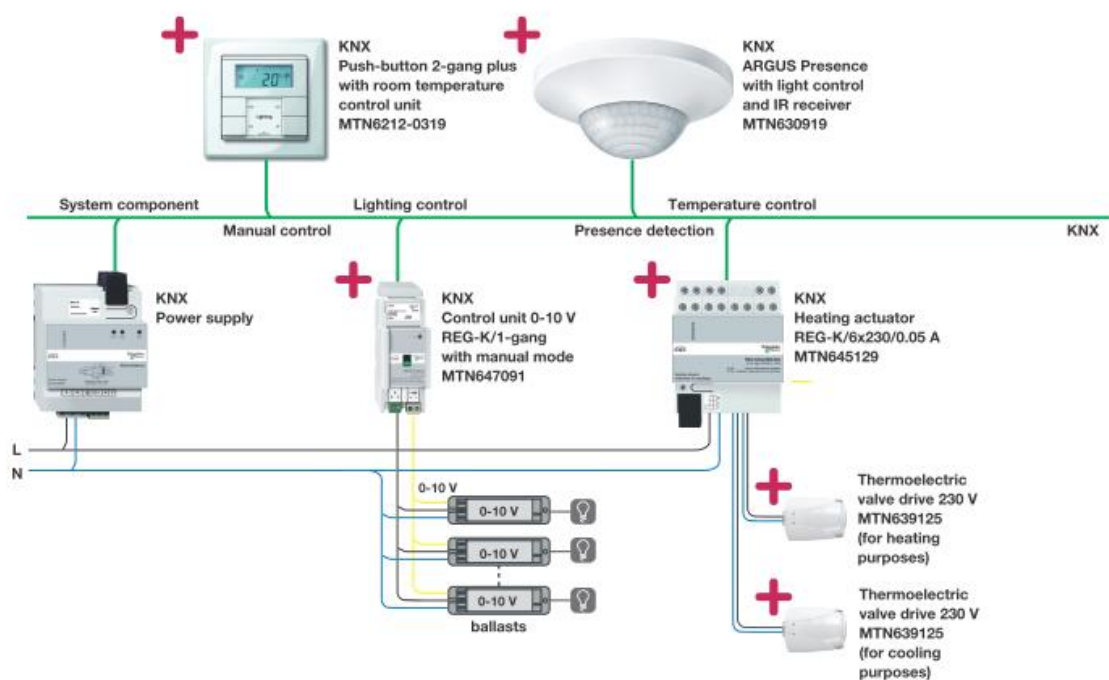 KNX
Push-button 2-gang plus
with room temperature
control unit
MTN6212-0319
KNX
ARGUS Presence
with light control
and IR receiver
MTN630919
System component
Lighting control
Temperature control
Manual control
Presence detection
KNX
KNX
Power supply
KNX
Control unit 0-10 V
REG-K/1-gang
with manual mode
MTN647091
KNX
Heating actuator
REG-K/6x230/0.05 A
MTN645129
L
N
0-10 V
0-10 V
0-10 V
0-10 V
ballasts
Thermoelectric
valve drive 230 V
MTN639125
(for heating
purposes)
Thermoelectric
valve drive 230 V
MTN639125
(for cooling
purposes)
20
Lighting